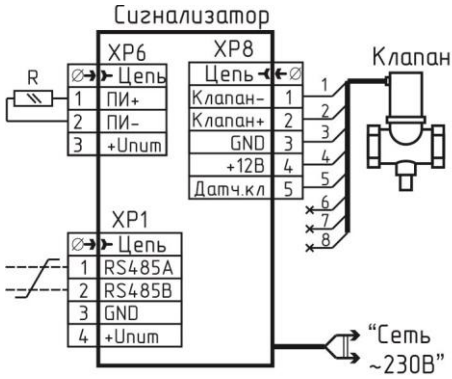 Сигнализатор
XP6
Цепь
1 ПИ+
2 ПИ-
3 +Uпит
R
XP8
Цепь
Клапан- 1
Клапан+ 2
GND 3
+12В 4
Датч.кл 5
1
2
3
4
5
6
7
8
Клапан
XP1
Цепь
1 RS485A
2 RS485B
3 GND
4 +Uпит
“Сеть
~230В”